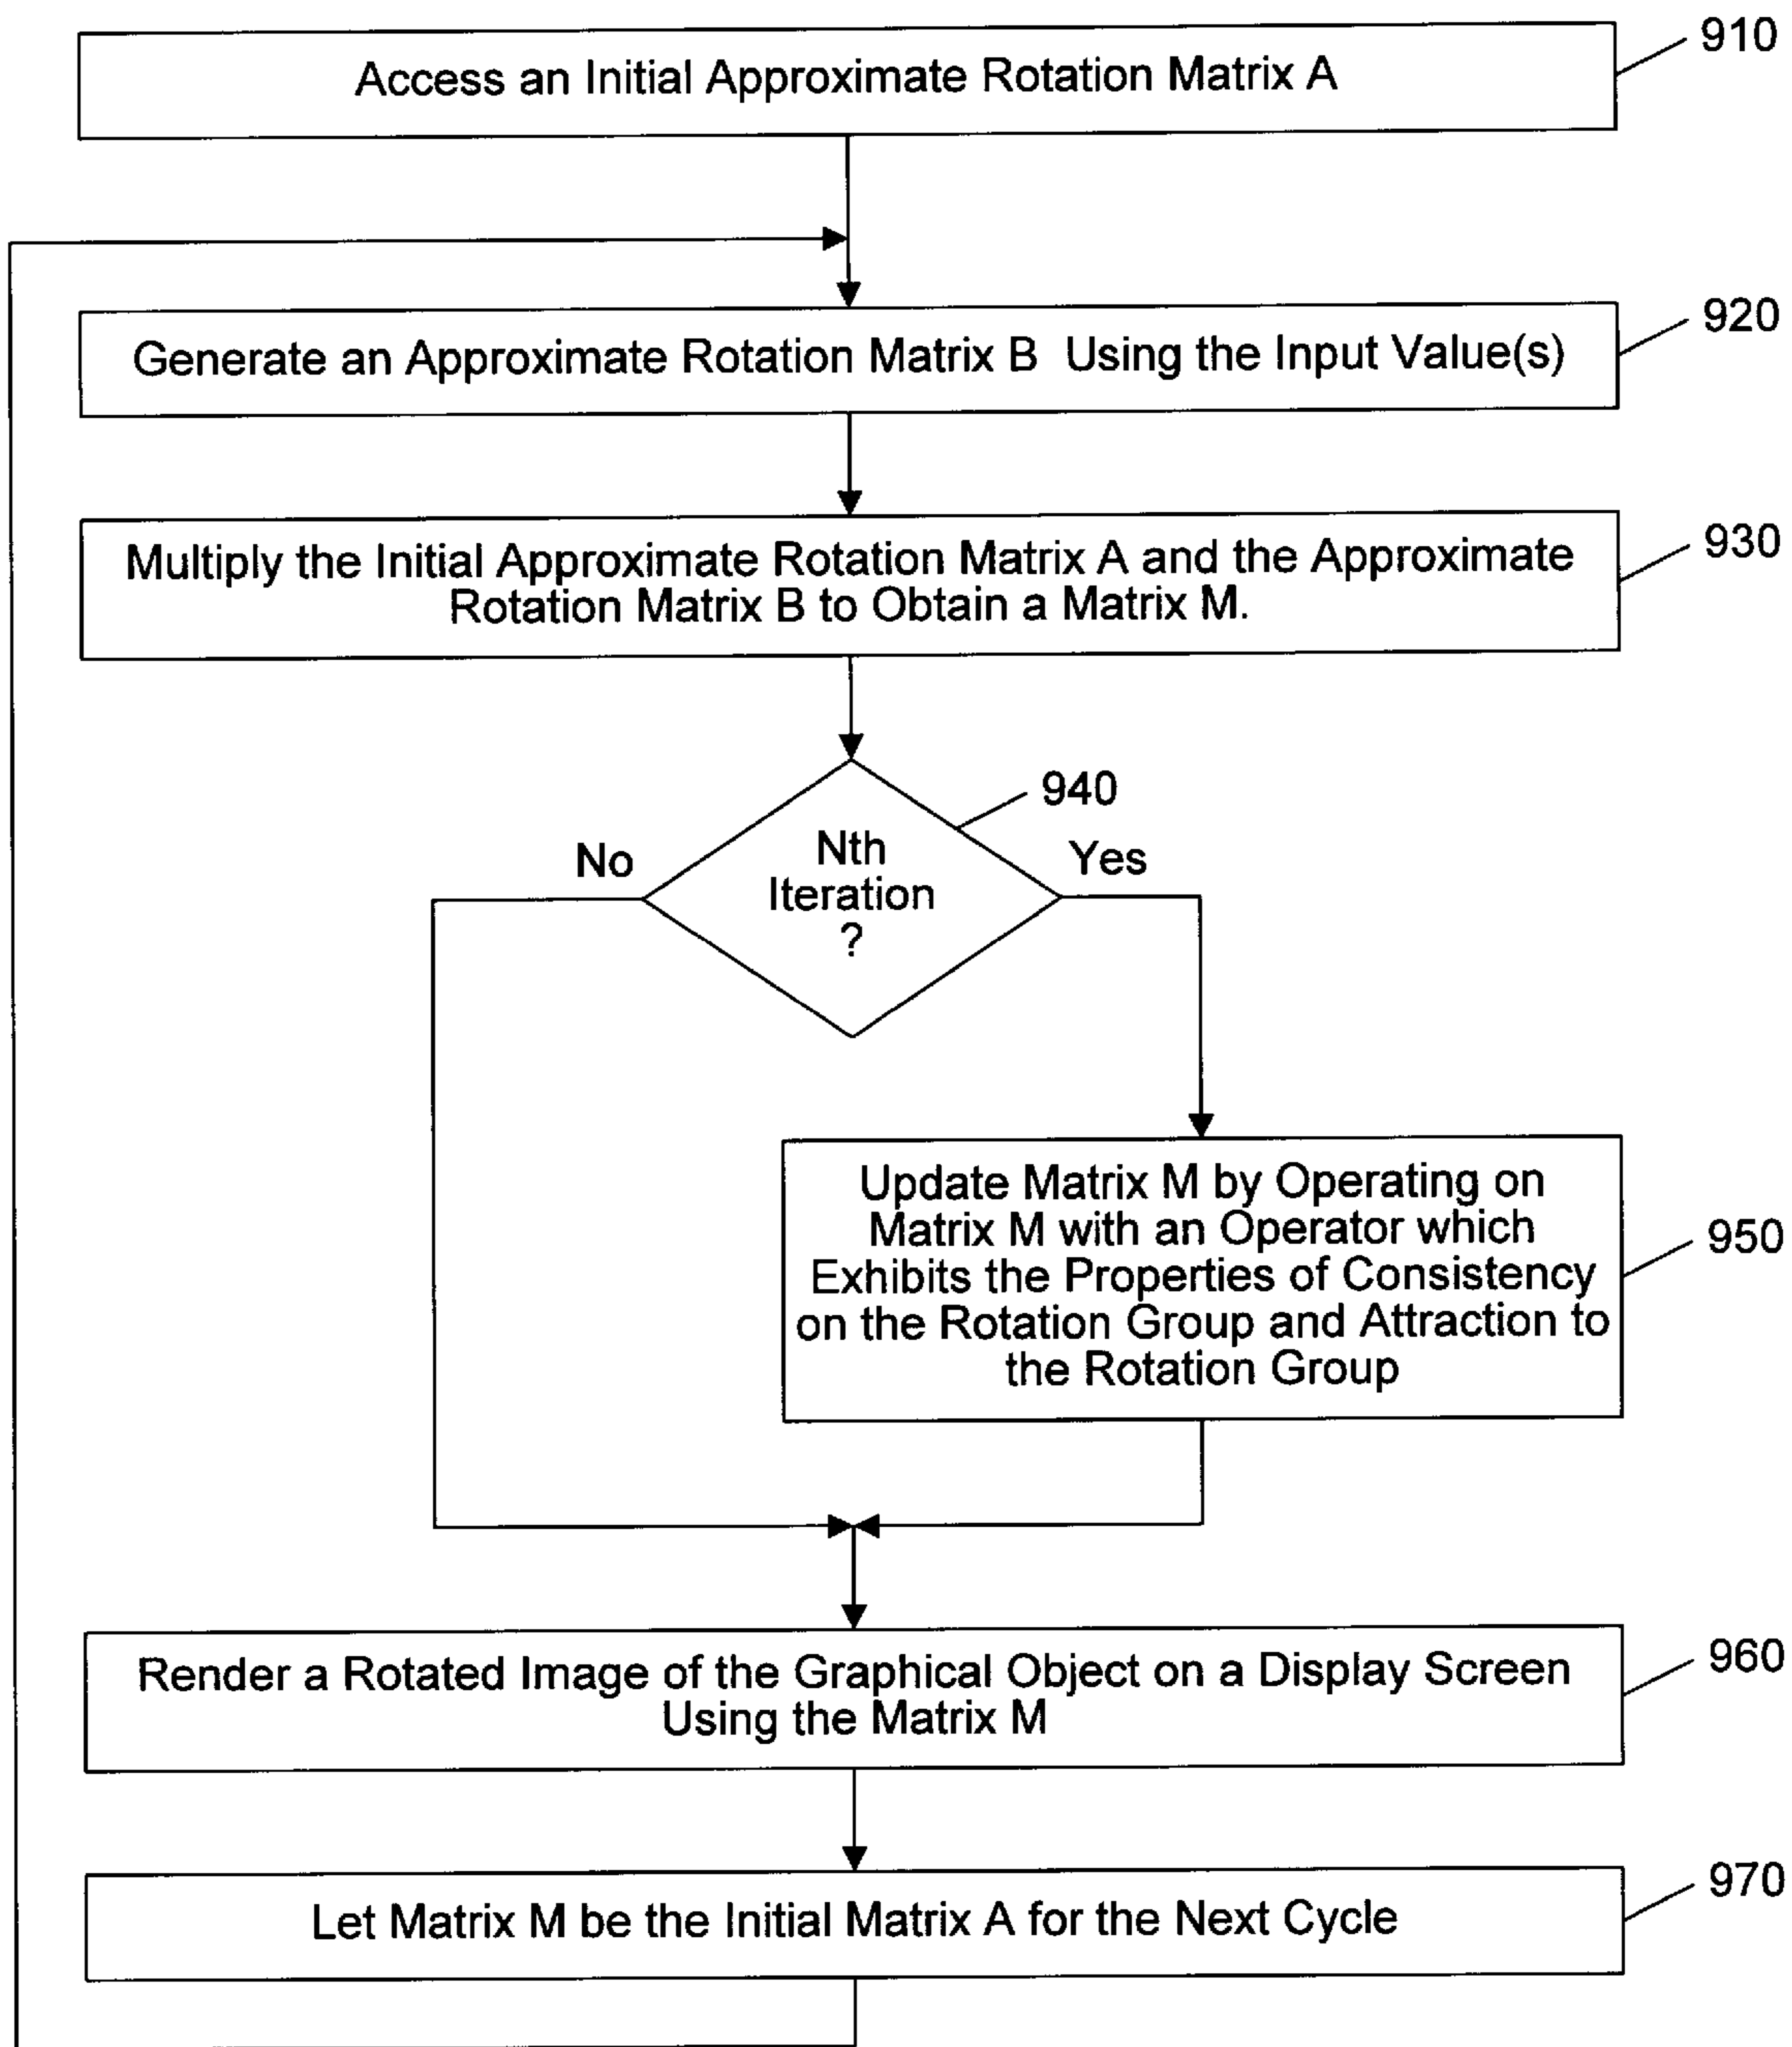 910
Access an Initial Approximate Rotation Matrix A
920
Generate an Approximate Rotation Matrix B Using the Input Value(s)
930
Multiply the Initial Approximate Rotation Matrix A and the Approximate
Rotation Matrix B to Obtain a Matrix M.
940
Nth
Iteration
?
No
Yes
Update Matrix M by Operating on
Matrix M with an Operator which
Exhibits the Properties of Consistency
on the Rotation Group and Attraction to
the Rotation Group
950
Render a Rotated Image of the Graphical Object on a Display Screen
Using the Matrix M
960
Let Matrix M be the Initial Matrix A for the Next Cycle
970